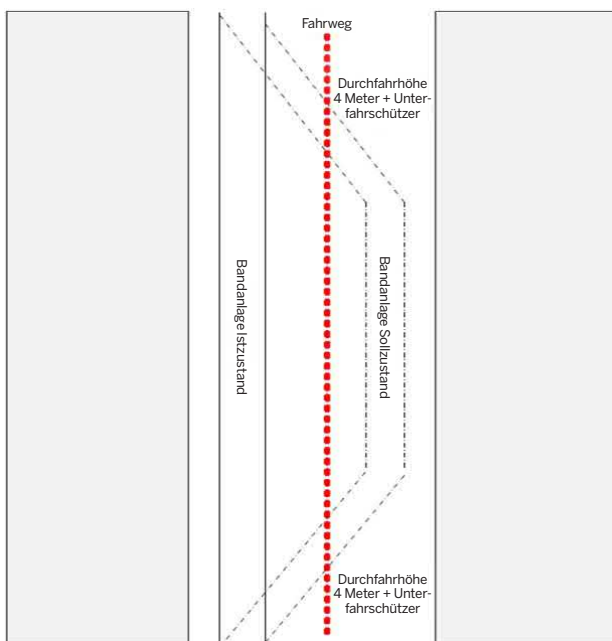 Fahrweg
Durchfahrhöhe
4 Meter + Unter-
fahrschützer
Bandanlage Istzustand
Bandanlage Sollzustand
Durchfahrhöhe
4 Meter + Unter-
fahrschützer